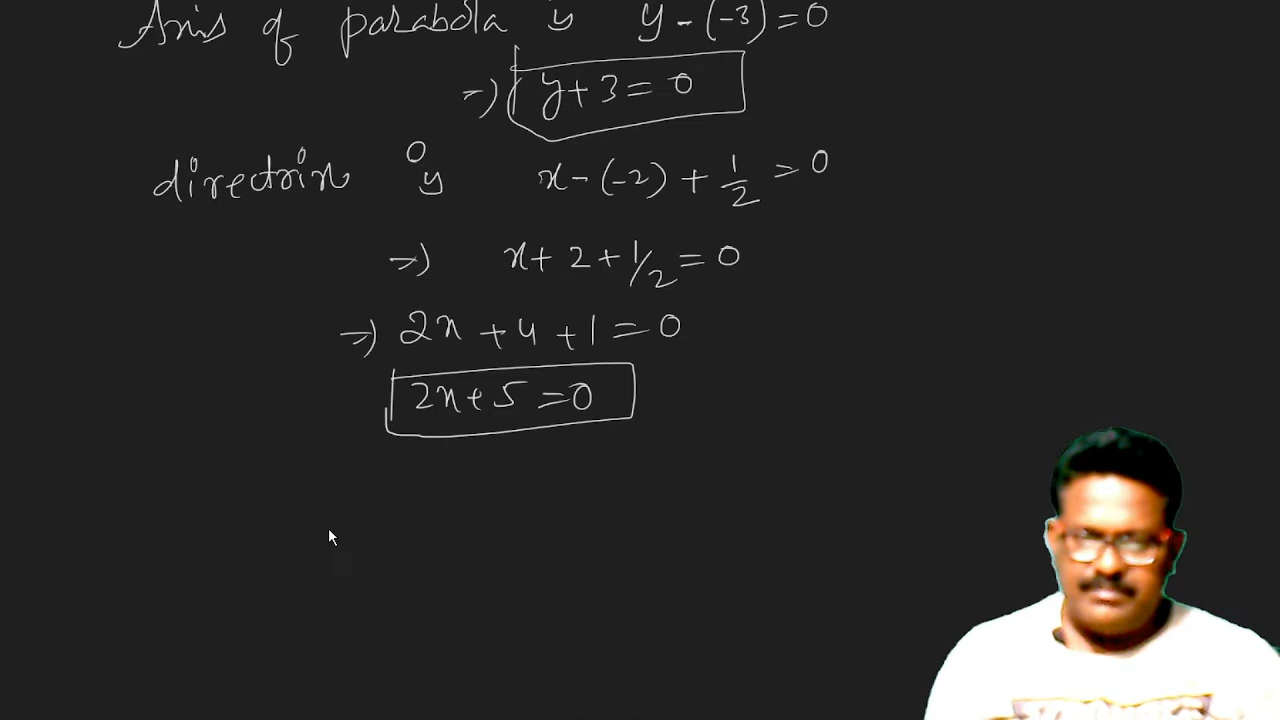 Axis of parabola is y - (-3) = 0
=) y + 3 = 0
directrix is x - (-2) + 1/2 = 0
=) x + 2 + 1/2 = 0
=) 2x + 4 + 1 = 0
2x + 5 = 0